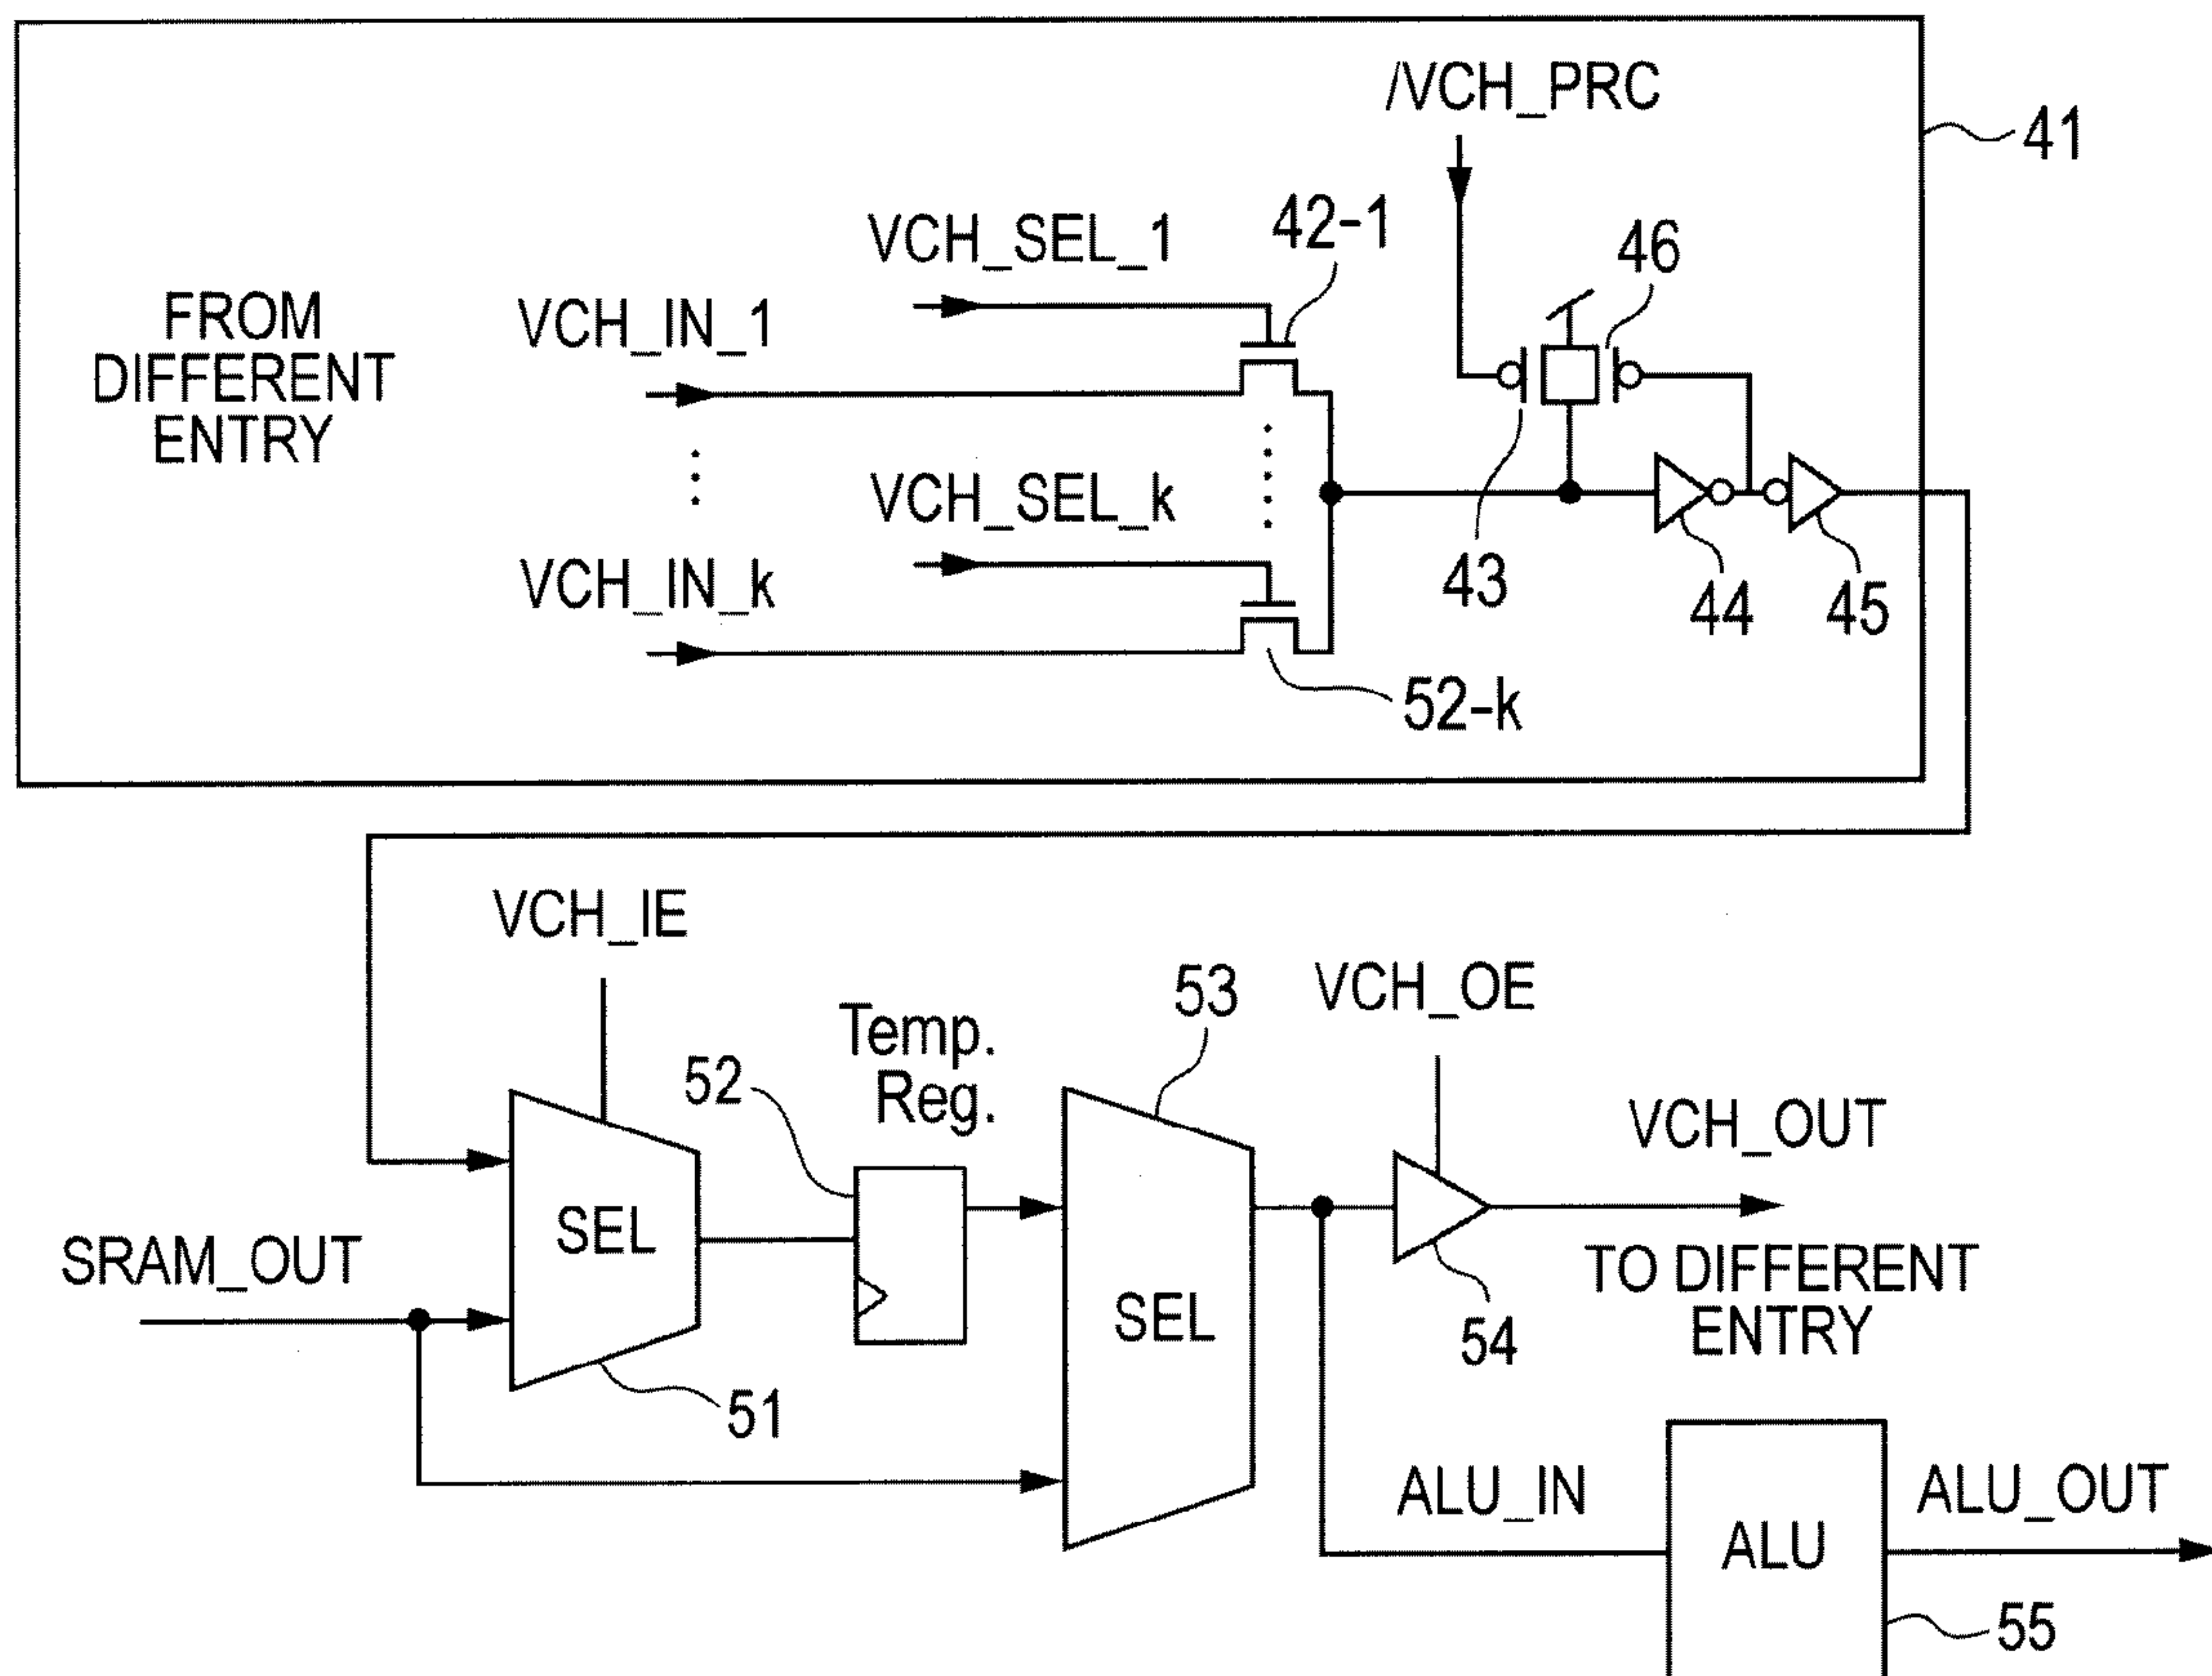 /VCH_PRC
41
VCH_SEL_1
42-1
46
FROM
DIFFERENT
ENTRY
VCH_IN_1
VCH_SEL_k
VCH_IN_k
43
44
45
52-k
VCH_IE
53
VCH_OE
Temp.
Reg.
52
VCH_OUT
SEL
SRAM_OUT
TO DIFFERENT
ENTRY
SEL
54
51
ALU_IN
ALU
ALU_OUT
55